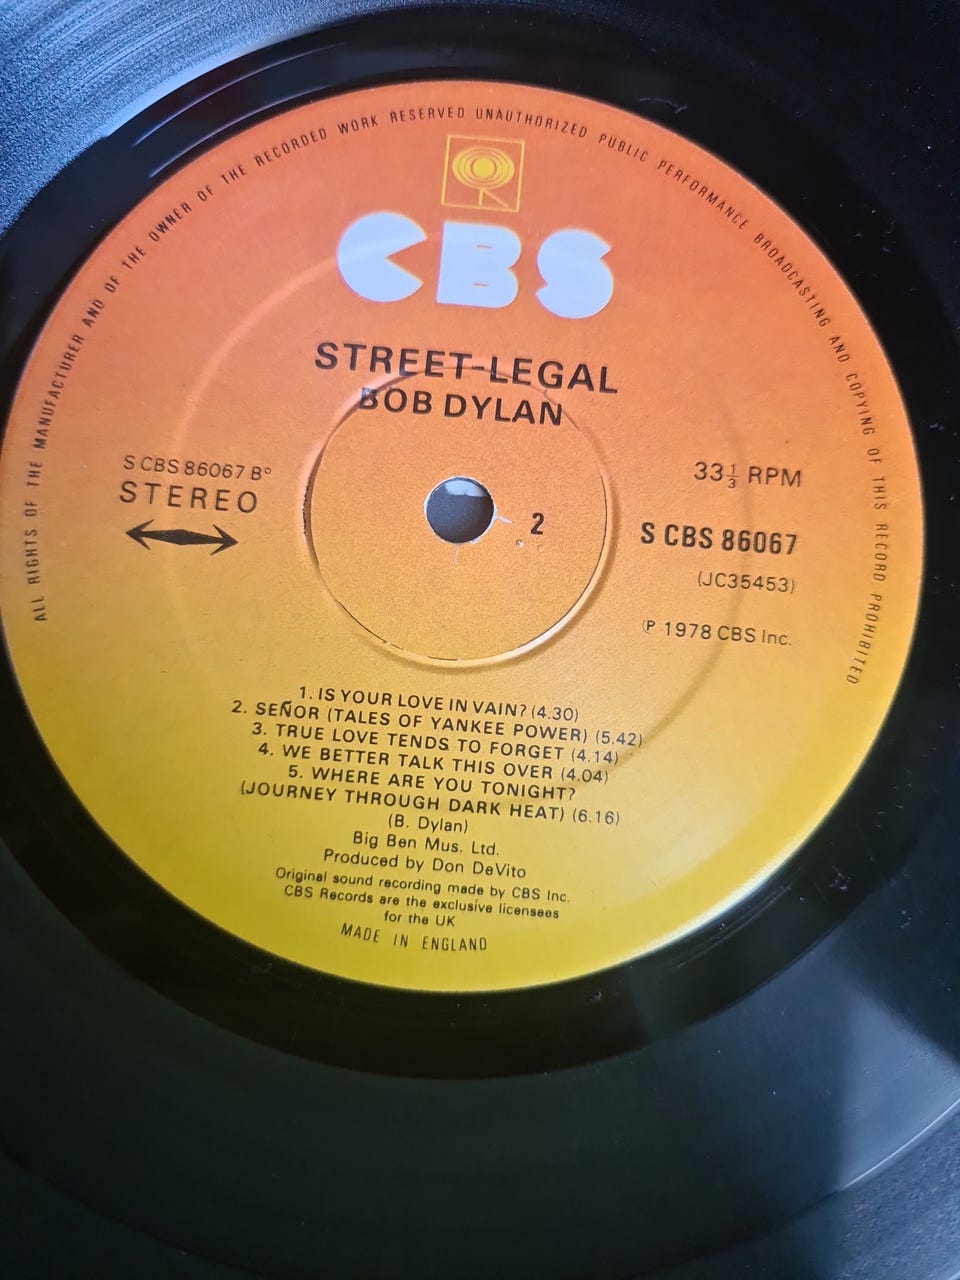 ALL RIGHTS OF THE MANUFACTURER AND OF THE OWNER OF THE RECORDED WORK RESERVED UNAUTHORIZED PUBLIC PERFORMANCE BROADCASTING AND COPYING OF THIS RECORD PROHIBITED
CBS
STREET-LEGAL
BOB DYLAN
S CBS 86067 B°
STEREO
33⅓ RPM
2
S CBS 86067
(JC35453)
℗ 1978 CBS Inc.
1. IS YOUR LOVE IN VAIN? (4.30)
2. SEÑOR (TALES OF YANKEE POWER) (5.42)
3. TRUE LOVE TENDS TO FORGET (4.14)
4. WE BETTER TALK THIS OVER (4.04)
5. WHERE ARE YOU TONIGHT?
(JOURNEY THROUGH DARK HEAT) (6.16)
(B. Dylan)
Big Ben Mus. Ltd.
Produced by Don DeVito
Original sound recording made by CBS Inc.
CBS Records are the exclusive licensees
for the UK
MADE IN ENGLAND